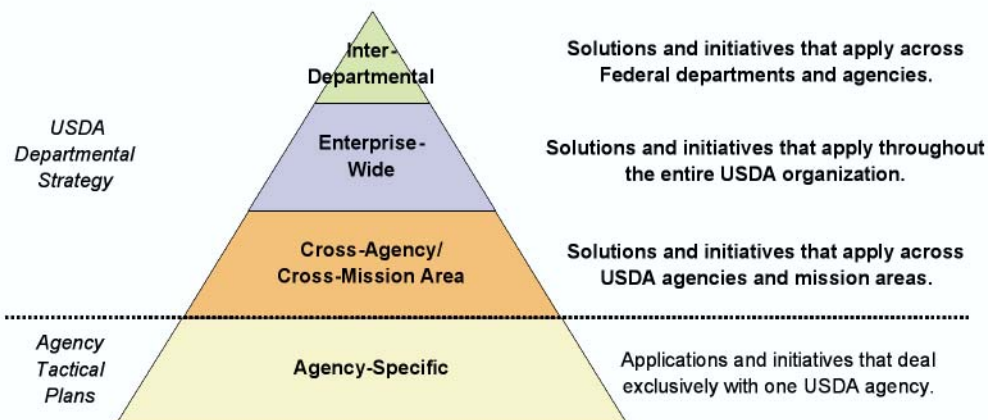 Inter-
Departmental
Solutions and initiatives that apply across
Federal departments and agencies.
USDA
Departmental
Strategy
Enterprise-
Wide
Solutions and initiatives that apply throughout
the entire USDA organization.
Cross-Agency/
Cross-Mission Area
Solutions and initiatives that apply across
USDA agencies and mission areas.
Agency
Tactical
Plans
Agency-Specific
Applications and initiatives that deal
exclusively with one USDA agency.